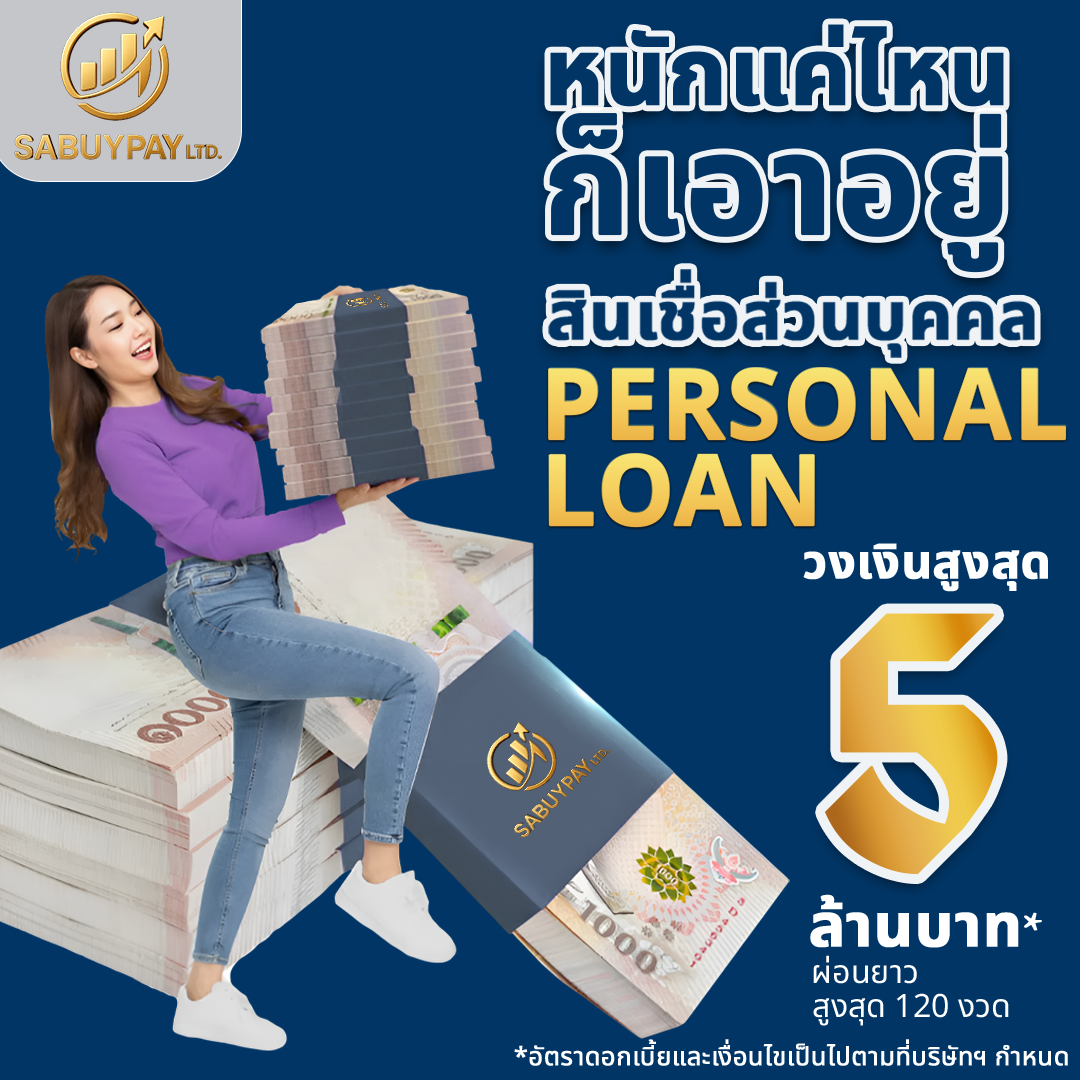 SABUYPAY LTD.
หนักแค่ไหน
ก็เอาอยู่
สินเชื่อส่วนบุคคล
PERSONAL
LOAN
วงเงินสูงสุด
5
ล้านบาท*
ผ่อนยาว
สูงสุด 120 งวด
*อัตราดอกเบี้ยและเงื่อนไขเป็นไปตามที่บริษัทฯ กำหนด
๑๐๐๐
SABUYPAY LTD.
1000